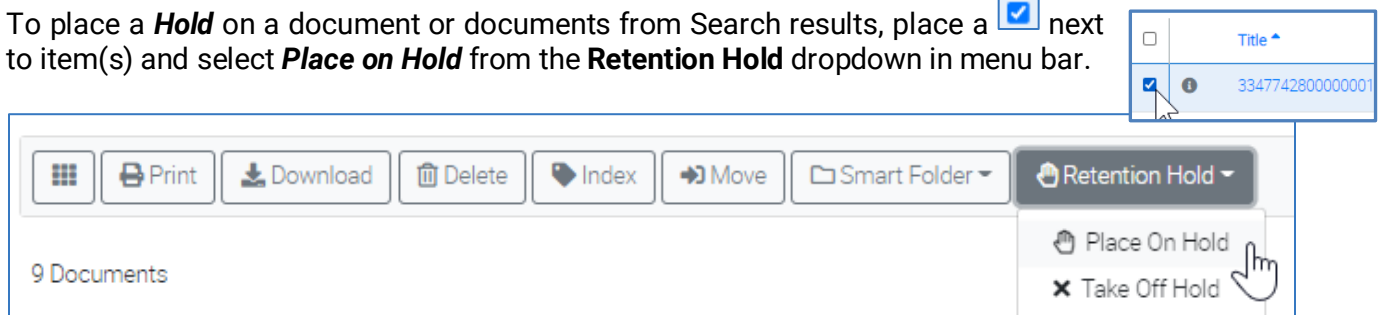 To place a Hold on a document or documents from Search results, place a next
to item(s) and select Place on Hold from the Retention Hold dropdown in menu bar.
Title
3347742800000001
Print Download Delete Index Move Smart Folder Retention Hold
Place On Hold
9 Documents
Take Off Hold